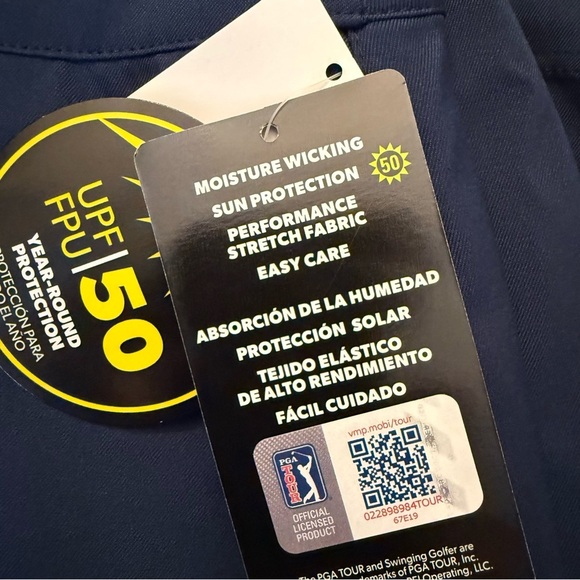 UPF
FPU
50
YEAR-ROUND
PROTECTION
PROTECCIÓN PARA
EL AÑO
MOISTURE WICKING
SUN PROTECTION 50
PERFORMANCE
STRETCH FABRIC
EASY CARE
ABSORCIÓN DE LA HUMEDAD
PROTECCIÓN SOLAR
TEJIDO ELÁSTICO
DE ALTO RENDIMIENTO
FÁCIL CUIDADO
PGA
TOUR
OFFICIAL
LICENSED
PRODUCT
vmp.mobi/tour
022898984TOUR
67E19
The PGA TOUR and Swinging Golfer are
trademarks of PGA TOUR, Inc.
Operating, LLC.